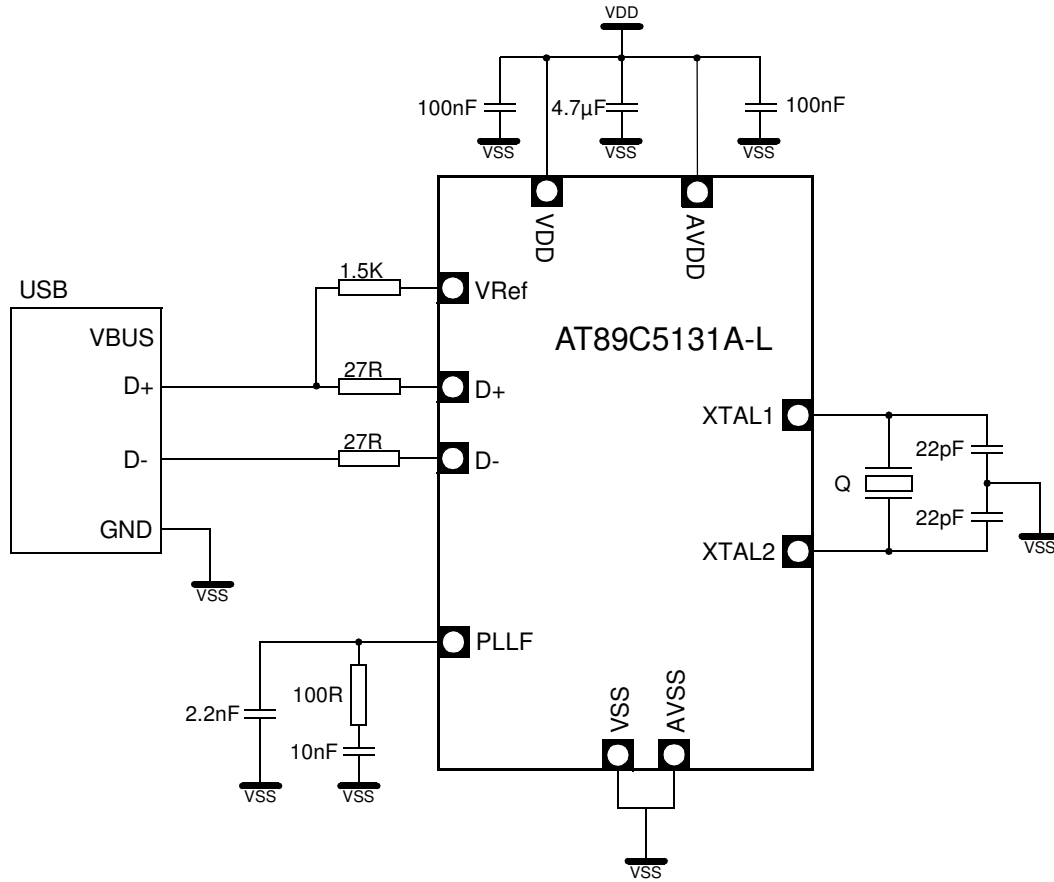 VDD
100nF
4.7µF
100nF
VSS
VSS
VSS
VDD
AVDD
1.5K
VRef
USB
VBUS
AT89C5131A-L
D+
27R
D+
XTAL1
D-
27R
D-
22pF
Q
22pF
GND
XTAL2
VSS
VSS
PLLF
100R
2.2nF
10nF
VSS
AVSS
VSS
VSS
VSS